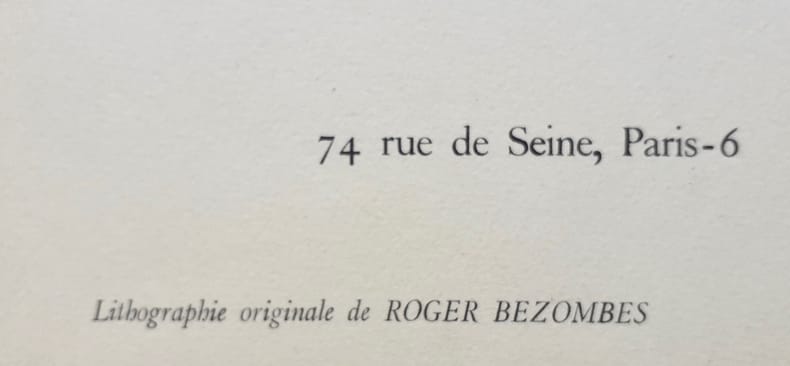 74 rue de Seine, Paris-6
Lithographie originale de ROGER BEZOMBES